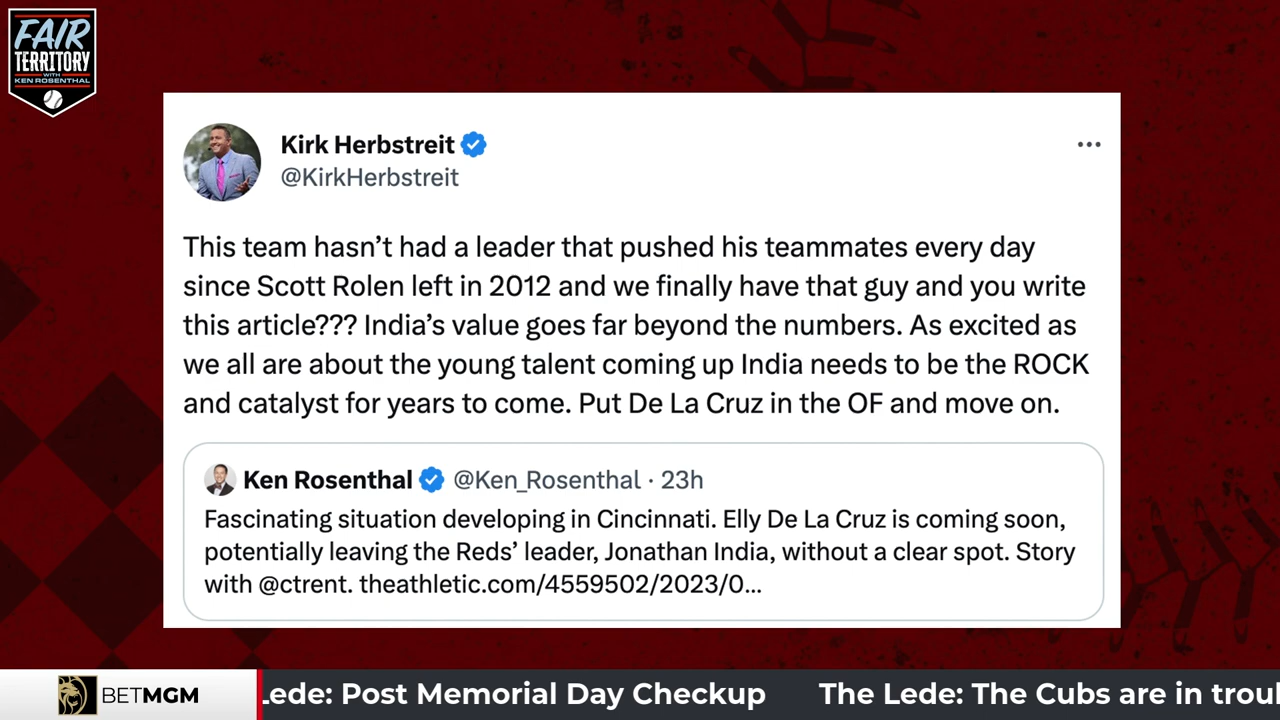 FAIR
TERRITORY
WITH
KEN ROSENTHAL
Kirk Herbstreit
@KirkHerbstreit
This team hasn’t had a leader that pushed his teammates every day
since Scott Rolen left in 2012 and we finally have that guy and you write
this article??? India’s value goes far beyond the numbers. As excited as
we all are about the young talent coming up India needs to be the ROCK
and catalyst for years to come. Put De La Cruz in the OF and move on.
Ken Rosenthal @Ken_Rosenthal · 23h
Fascinating situation developing in Cincinnati. Elly De La Cruz is coming soon,
potentially leaving the Reds’ leader, Jonathan India, without a clear spot. Story
with @ctrent. theathletic.com/4559502/2023/0...
BETMGM
Lede: Post Memorial Day Checkup The Lede: The Cubs are in troul